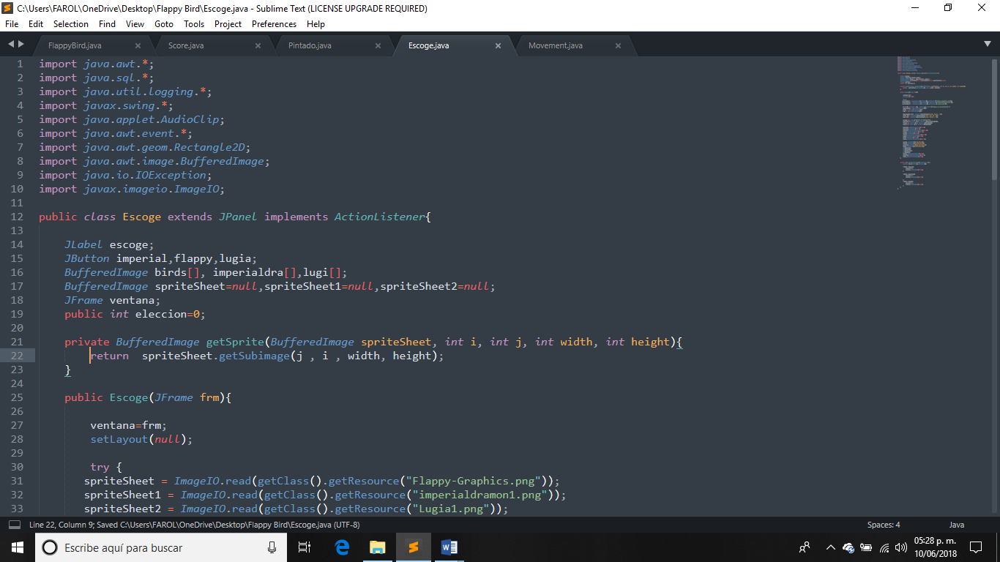 C:\Users\FAROL\OneDrive\Desktop\Flappy Bird\Escoge.java - Sublime Text (LICENSE UPGRADE REQUIRED)
File Edit Selection Find View Goto Tools Project Preferences Help
FlappyBird.java Score.java Pintado.java Escoge.java Movement.java
1 import java.awt.*;
2 import java.sql.*;
3 import java.util.logging.*;
4 import javax.swing.*;
5 import java.applet.AudioClip;
6 import java.awt.event.*;
7 import java.awt.geom.Rectangle2D;
8 import java.awt.image.BufferedImage;
9 import java.io.IOException;
10 import javax.imageio.ImageIO;
11
12 public class Escoge extends JPanel implements ActionListener{
13
14 JLabel escoge;
15 JButton imperial,flappy,lugia;
16 BufferedImage birds[], imperialdra[],lugi[];
17 BufferedImage spriteSheet=null,spriteSheet1=null,spriteSheet2=null;
18 JFrame ventana;
19 public int eleccion=0;
20
21 private BufferedImage getSprite(BufferedImage spriteSheet, int i, int j, int width, int height){
22 return  spriteSheet.getSubimage(j , i , width, height);
23 }
24
25 public Escoge(JFrame frm){
26
27 ventana=frm;
28 setLayout(null);
29
30 try {
31 spriteSheet = ImageIO.read(getClass().getResource("Flappy-Graphics.png"));
32 spriteSheet1 = ImageIO.read(getClass().getResource("imperialdramon1.png"));
33 spriteSheet2 = ImageIO.read(getClass().getResource("Lugia1.png"));
Line 22, Column 9; Saved C:\Users\FAROL\OneDrive\Desktop\Flappy Bird\Escoge.java (UTF-8) Spaces: 4 Java
Escribe aquí para buscar
05:28 p. m.
10/06/2018